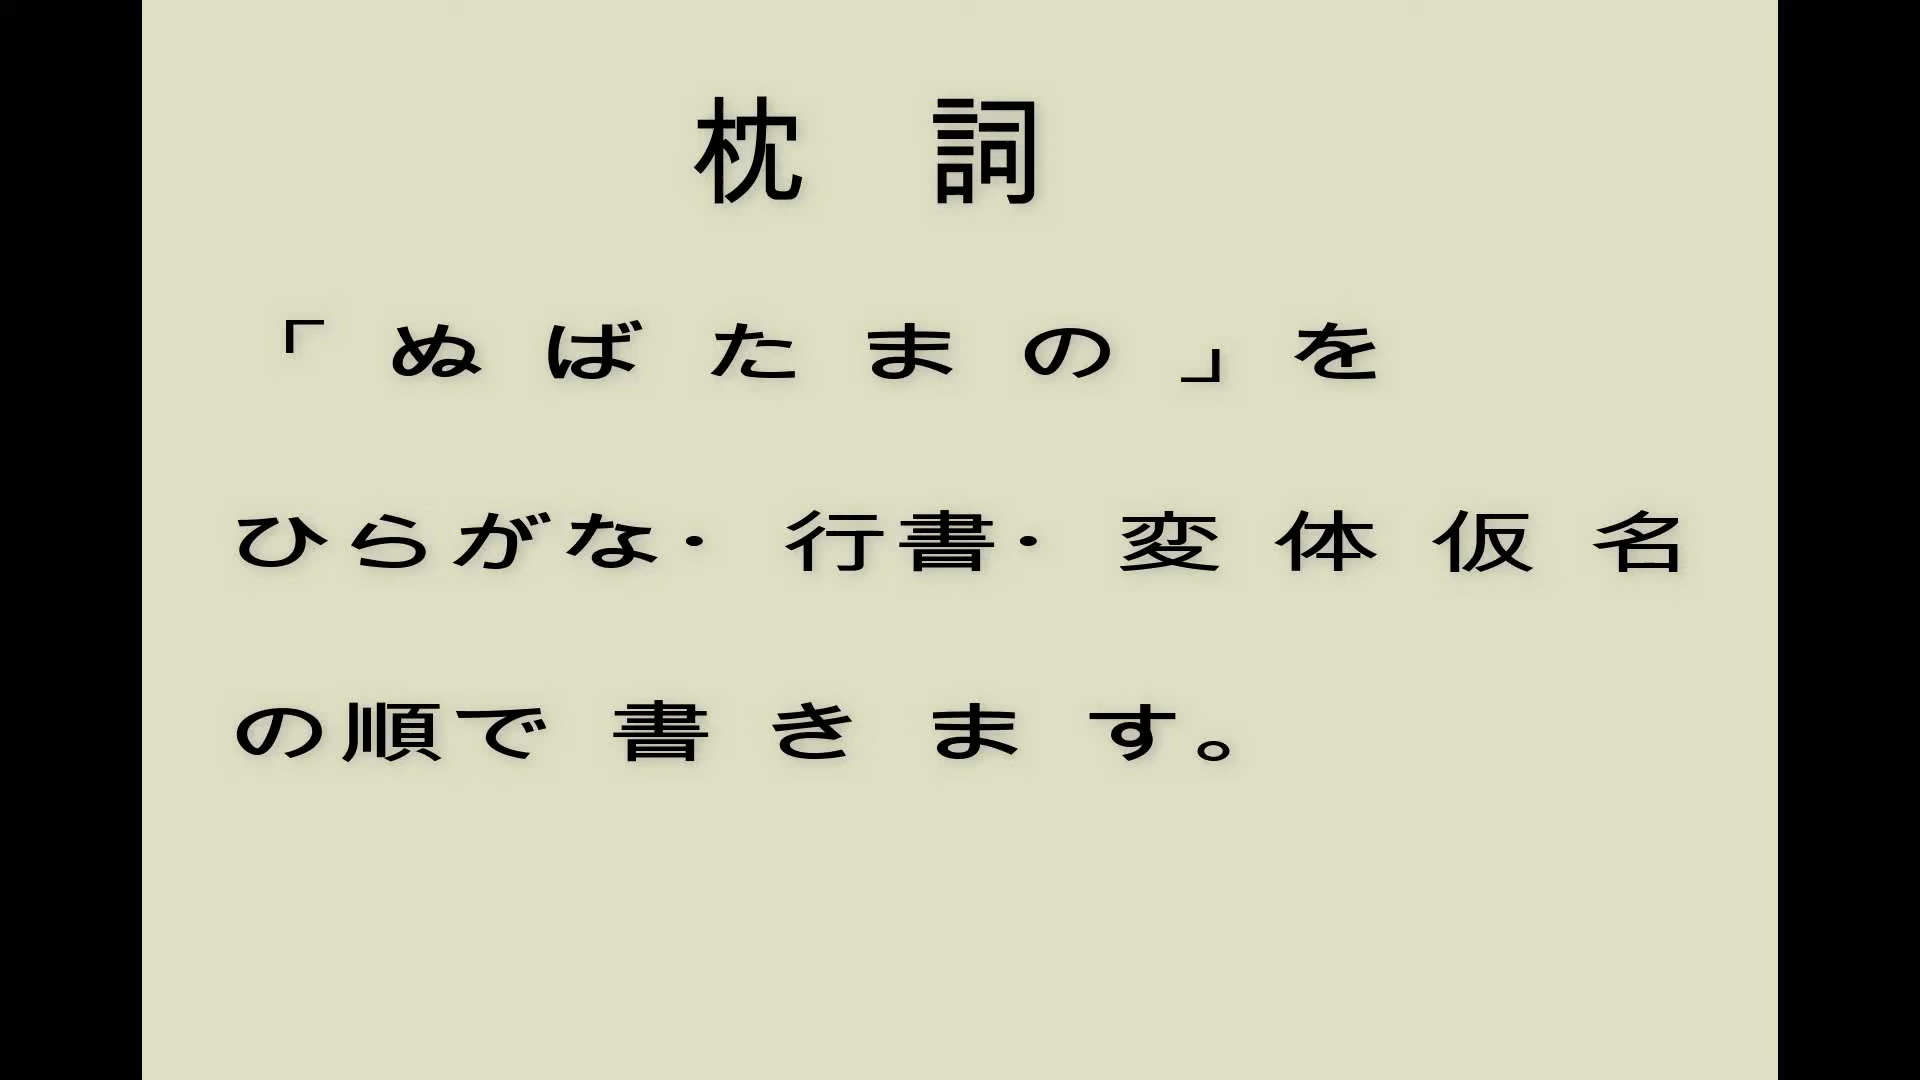 枕　詞
「ぬばたまの」を
ひらがな・行書・変体仮名
の順で書きます。